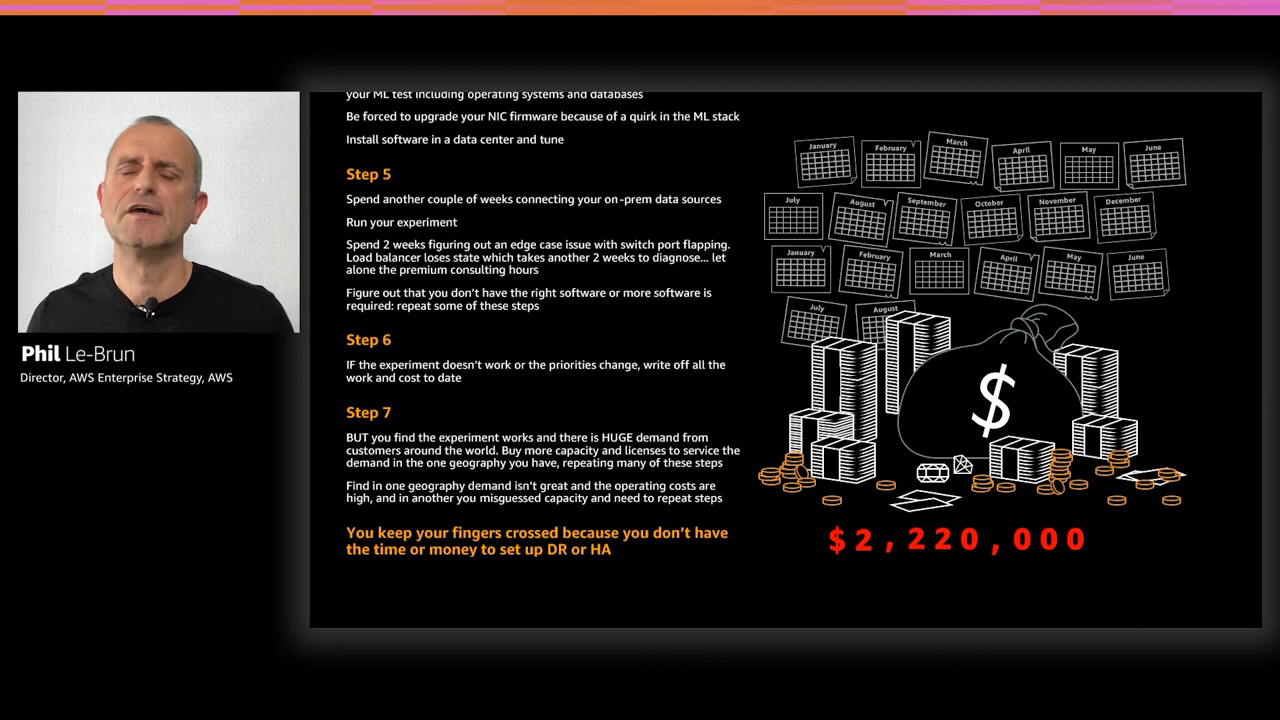 your ML test including operating systems and databases
Be forced to upgrade your NIC firmware because of a quirk in the ML stack
Install software in a data center and tune
Step 5
Spend another couple of weeks connecting your on-prem data sources
Run your experiment
Spend 2 weeks figuring out an edge case issue with switch port flapping.
Load balancer loses state which takes another 2 weeks to diagnose... let
alone the premium consulting hours
Figure out that you don't have the right software or more software is
required: repeat some of these steps
Step 6
IF the experiment doesn't work or the priorities change, write off all the
work and cost to date
Step 7
BUT you find the experiment works and there is HUGE demand from
customers around the world. Buy more capacity and licenses to service the
demand in the one geography you have, repeating many of these steps
Find in one geography demand isn't great and the operating costs are
high, and in another you misguessed capacity and need to repeat steps
You keep your fingers crossed because you don't have
the time or money to set up DR or HA
January
February
March
April
May
June
July
August
September
October
November
December
January
February
March
April
May
June
July
August
$
$2,220,000
Phil Le-Brun
Director, AWS Enterprise Strategy, AWS